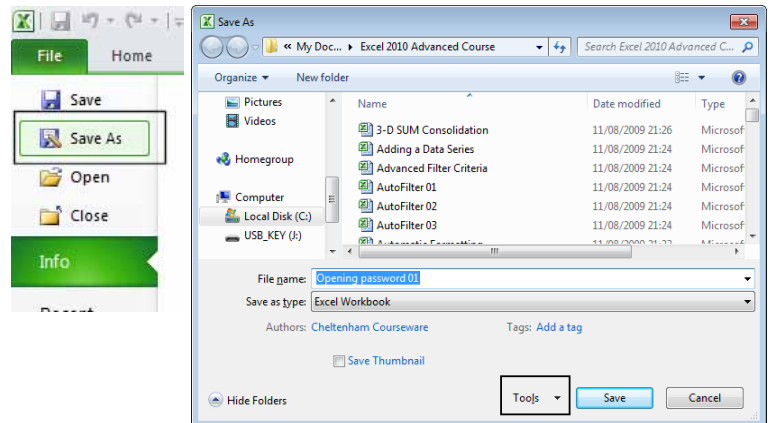 File Home
Save
Save As
Open
Close
Info
Save As
« My Doc... ▸ Excel 2010 Advanced Course Search Excel 2010 Advanced C...
Organize New folder
Pictures
Videos
Homegroup
Computer
Local Disk (C:)
USB_KEY (J:)
Name Date modified Type
3-D SUM Consolidation 11/08/2009 21:26 Microsof
Adding a Data Series 11/08/2009 21:24 Microsof
Advanced Filter Criteria 11/08/2009 21:24 Microsof
AutoFilter 01 11/08/2009 21:24 Microsof
AutoFilter 02 11/08/2009 21:24 Microsof
AutoFilter 03 11/08/2009 21:24 Microsof
File name: Opening password 01
Save as type: Excel Workbook
Authors: Cheltenham Courseware Tags: Add a tag
Save Thumbnail
Hide Folders Tools Save Cancel